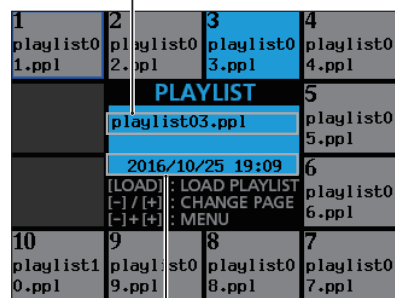 1
playlist0
1.ppl
2
playlist0
2.ppl
3
playlist0
3.ppl
4
playlist0
4.ppl
PLAYLIST
playlist03.ppl
2016/10/25 19:09
[LOAD] : LOAD PLAYLIST
[-] / [+] : CHANGE PAGE
[-]+[+] : MENU
5
playlist0
5.ppl
6
playlist0
6.ppl
10
playlist1
0.ppl
9
playlist0
9.ppl
8
playlist0
8.ppl
7
playlist0
7.ppl